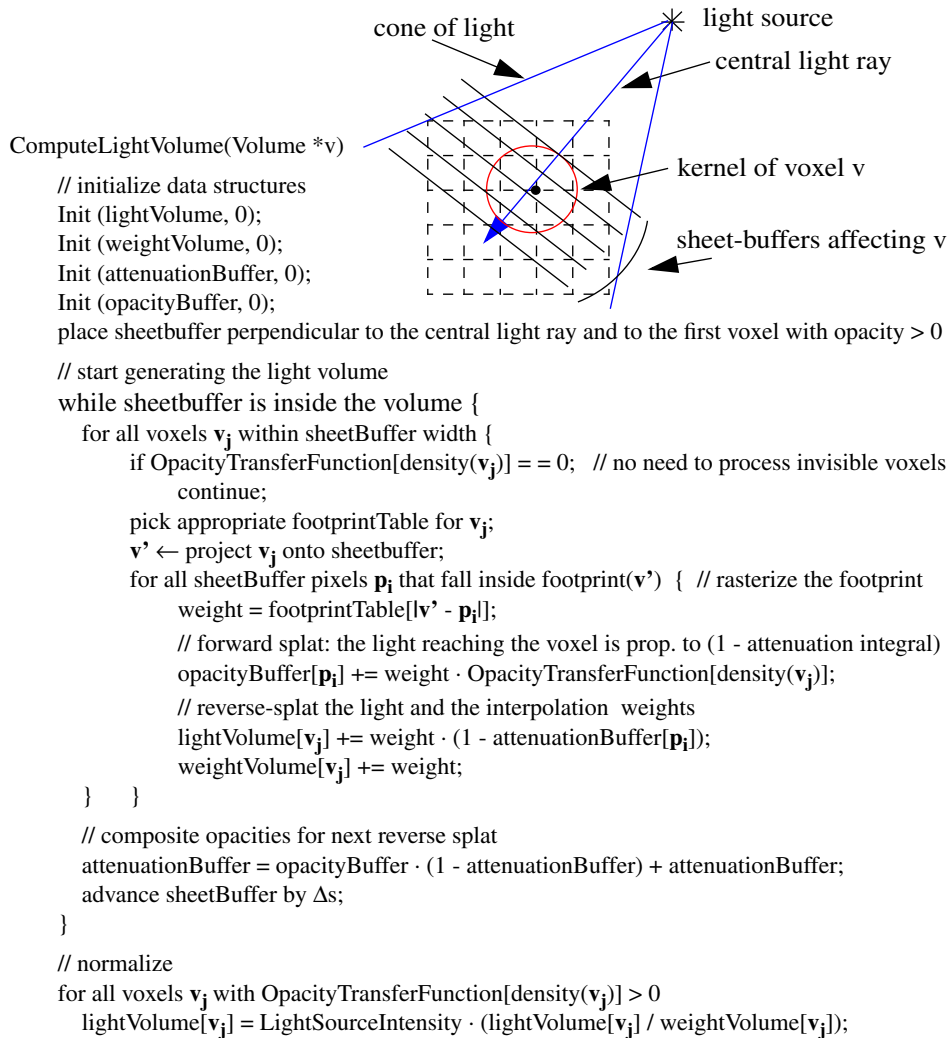 light source
cone of light
central light ray
ComputeLightVolume(Volume *v)
kernel of voxel v
// initialize data structures
Init (lightVolume, 0);
Init (weightVolume, 0);
sheet-buffers affecting v
Init (attenuationBuffer, 0);
Init (opacityBuffer, 0);
place sheetbuffer perpendicular to the central light ray and to the first voxel with opacity > 0
// start generating the light volume
while sheetbuffer is inside the volume {
for all voxels vj within sheetBuffer width {
if OpacityTransferFunction[density(vj)] = = 0; // no need to process invisible voxels
continue;
pick appropriate footprintTable for vj;
v’ ← project vj onto sheetbuffer;
for all sheetBuffer pixels pi that fall inside footprint(v’) { // rasterize the footprint
weight = footprintTable[|v’ - pi|];
// forward splat: the light reaching the voxel is prop. to (1 - attenuation integral)
opacityBuffer[pi] += weight · OpacityTransferFunction[density(vj)];
// reverse-splat the light and the interpolation weights
lightVolume[vj] += weight · (1 - attenuationBuffer[pi]);
weightVolume[vj] += weight;
} }
// composite opacities for next reverse splat
attenuationBuffer = opacityBuffer · (1 - attenuationBuffer) + attenuationBuffer;
advance sheetBuffer by Δs;
}
// normalize
for all voxels vj with OpacityTransferFunction[density(vj)] > 0
lightVolume[vj] = LightSourceIntensity · (lightVolume[vj] / weightVolume[vj]);